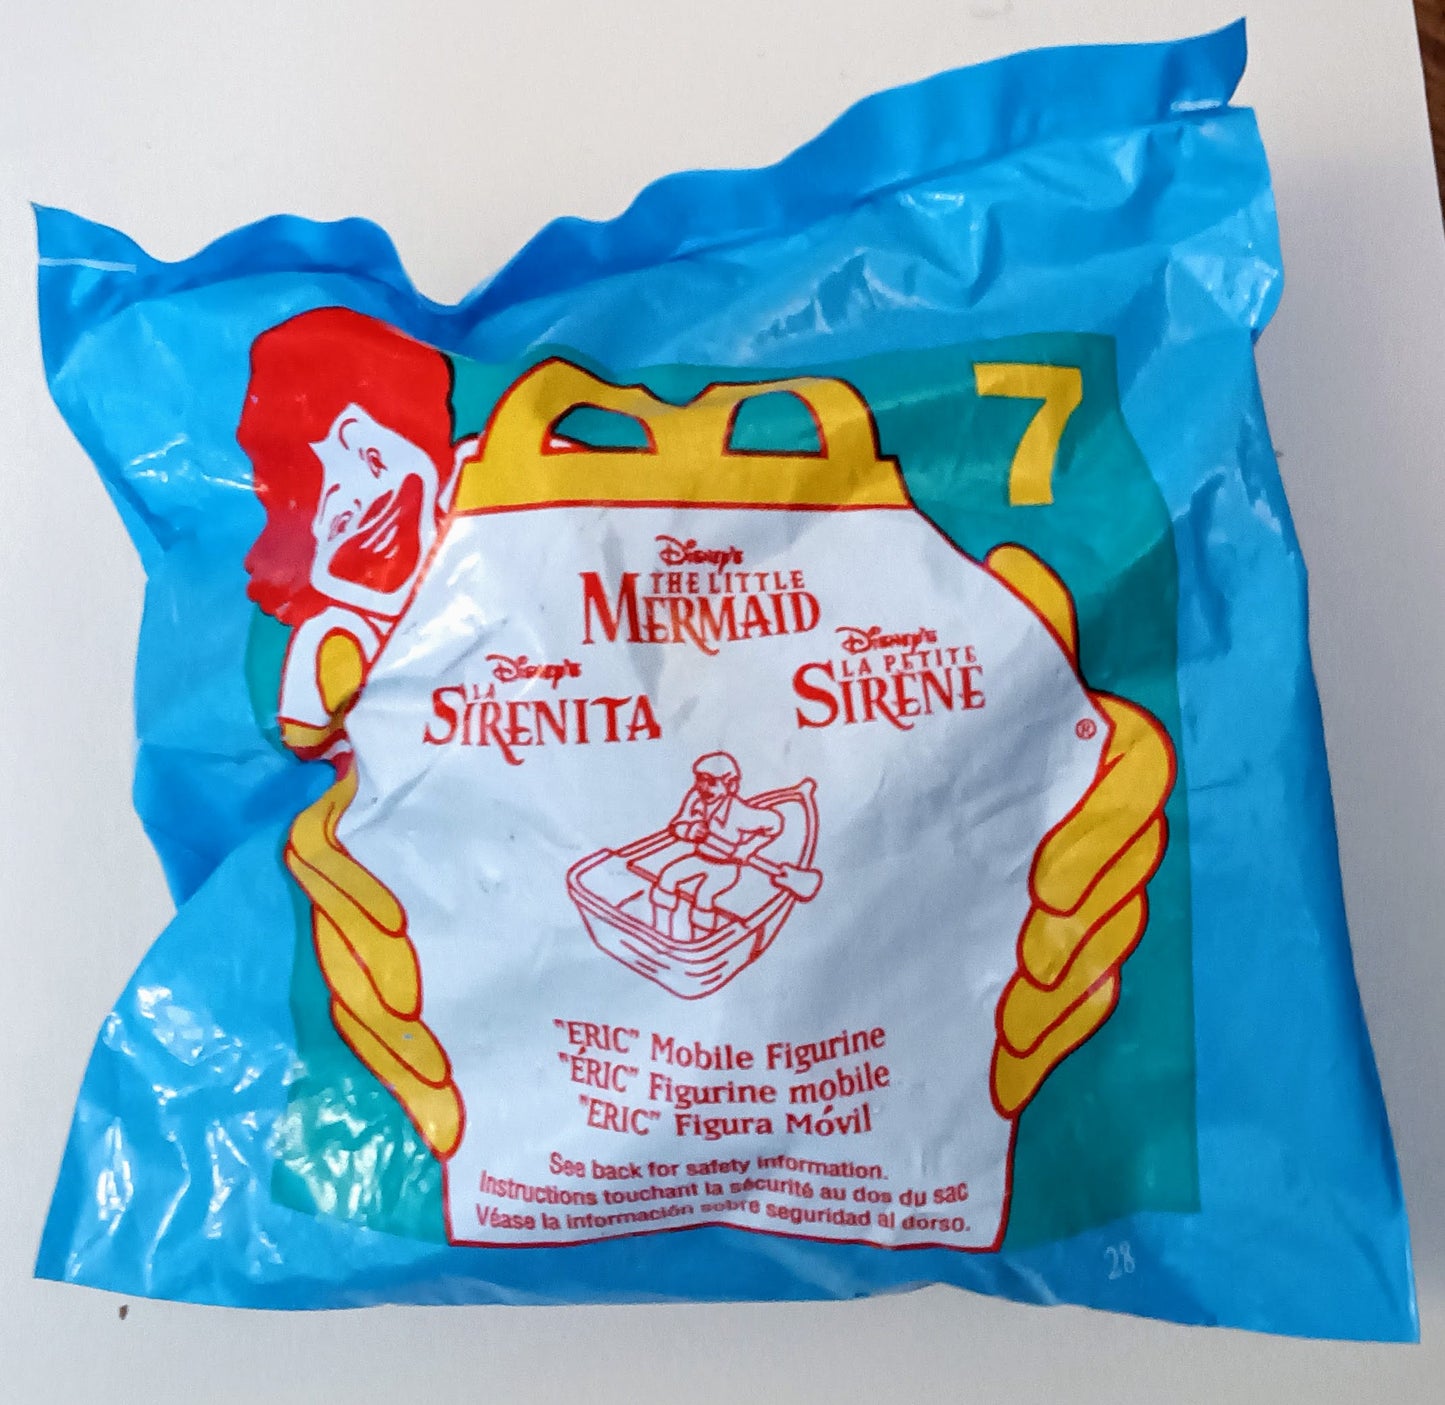 7
Disney's
THE LITTLE
MERMAID
Disney's
LA
SIRENITA
Disney's
LA PETITE
SIRÈNE
®
"ERIC" Mobile Figurine
"ÉRIC" Figurine mobile
"ERIC" Figura Móvil
See back for safety information.
Instructions touchant la sécurité au dos du sac
Véase la información sobre seguridad al dorso.
28